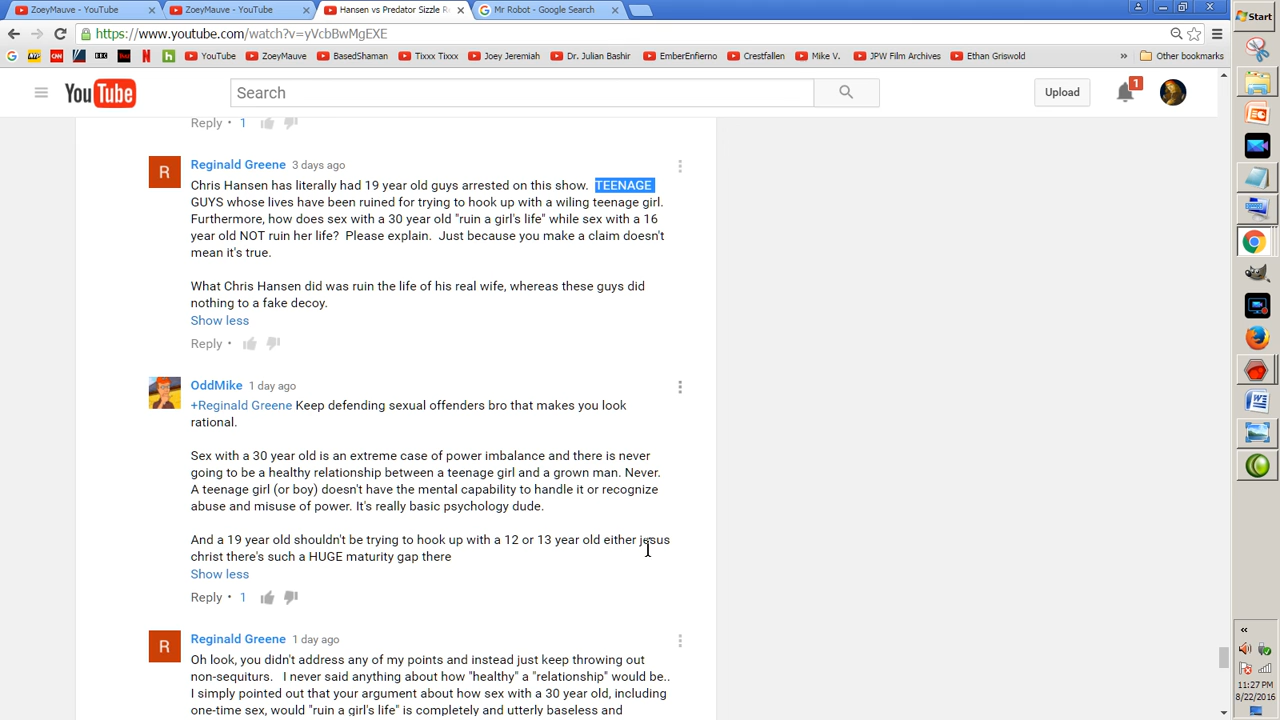 ZoeyMauve - YouTube
ZoeyMauve - YouTube
Hansen vs Predator Sizzle R
Mr Robot - Google Search
https://www.youtube.com/watch?v=yVcbBwMgEXE
Start
YouTube
ZoeyMauve
BasedShaman
Tixxx Tixxx
Joey Jeremiah
Dr. Julian Bashir
EmberEnfierno
Crestfallen
Mike V.
JPW Film Archives
Ethan Griswold
»
Other bookmarks
YouTube
Search
Upload
1
Reply • 1
R
Reginald Greene 3 days ago
Chris Hansen has literally had 19 year old guys arrested on this show. TEENAGE
GUYS whose lives have been ruined for trying to hook up with a wiling teenage girl.
Furthermore, how does sex with a 30 year old "ruin a girl's life" while sex with a 16
year old NOT ruin her life? Please explain. Just because you make a claim doesn't
mean it's true.
What Chris Hansen did was ruin the life of his real wife, whereas these guys did
nothing to a fake decoy.
Show less
Reply •
OddMike 1 day ago
+Reginald Greene Keep defending sexual offenders bro that makes you look
rational.
Sex with a 30 year old is an extreme case of power imbalance and there is never
going to be a healthy relationship between a teenage girl and a grown man. Never.
A teenage girl (or boy) doesn't have the mental capability to handle it or recognize
abuse and misuse of power. It's really basic psychology dude.
And a 19 year old shouldn't be trying to hook up with a 12 or 13 year old either jesus
christ there's such a HUGE maturity gap there
Show less
Reply • 1
R
Reginald Greene 1 day ago
Oh look, you didn't address any of my points and instead just keep throwing out
non-sequiturs. I never said anything about how "healthy" a "relationship" would be..
I simply pointed out that your argument about how sex with a 30 year old, including
one-time sex, would "ruin a girl's life" is completely and utterly baseless and
«
11:27 PM
8/22/2016